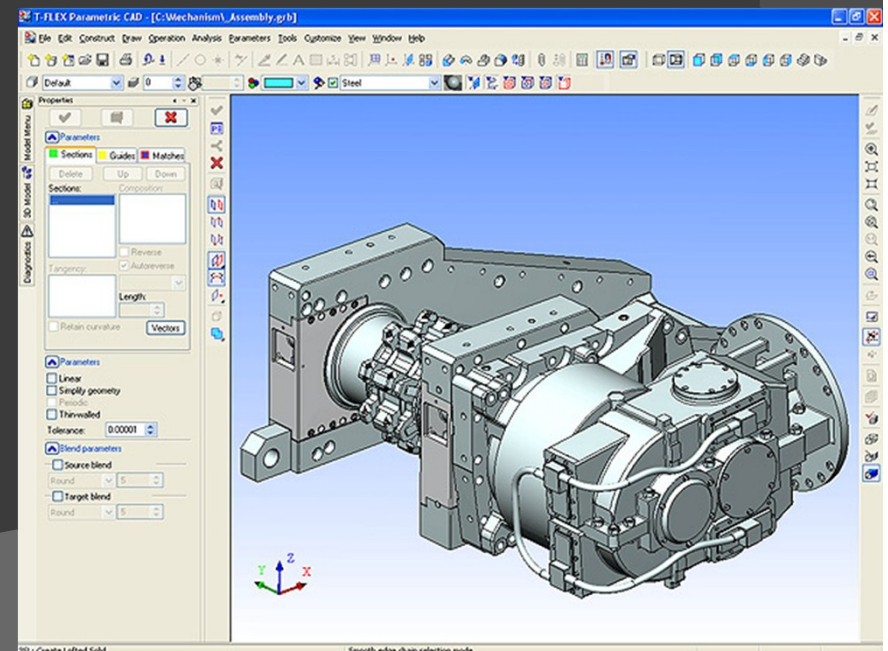 T-FLEX Parametric CAD - [C:\Mechanism\_Assembly.grb]
File Edit Construct Draw Operation Analysis Parameters Tools Customize View Window Help
Default 0 Steel
Properties
Model Menu
3D Model
Diagnostics
Parameters
Sections Guides Matches
Delete Up Down
Sections: Composition:
Reverse
Autoreverse
Tangency:
Length:
Retain curvature Vectors
Parameters
Linear
Simplify geometry
Periodic
Thin-walled
Tolerance: 0.00001
Blend parameters
Source blend
Round 5
Target blend
Round 5
Z
Y X
Create Lofted Solid Smooth edge chain selection mode